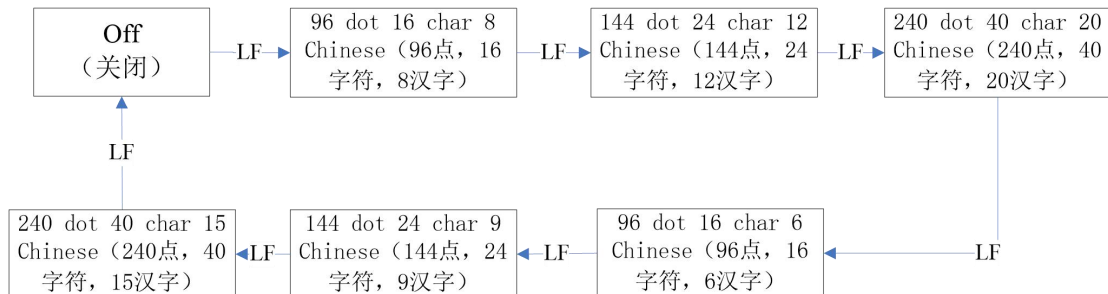 Off
（关闭）
LF
96 dot 16 char 8
Chinese（96点，16
字符，8汉字）
LF
144 dot 24 char 12
Chinese（144点，24
字符，12汉字）
LF
240 dot 40 char 20
Chinese（240点，40
字符，20汉字）
LF
96 dot 16 char 6
Chinese（96点，16
字符，6汉字）
LF
144 dot 24 char 9
Chinese（144点，24
字符，9汉字）
LF
240 dot 40 char 15
Chinese（240点，40
字符，15汉字）
LF